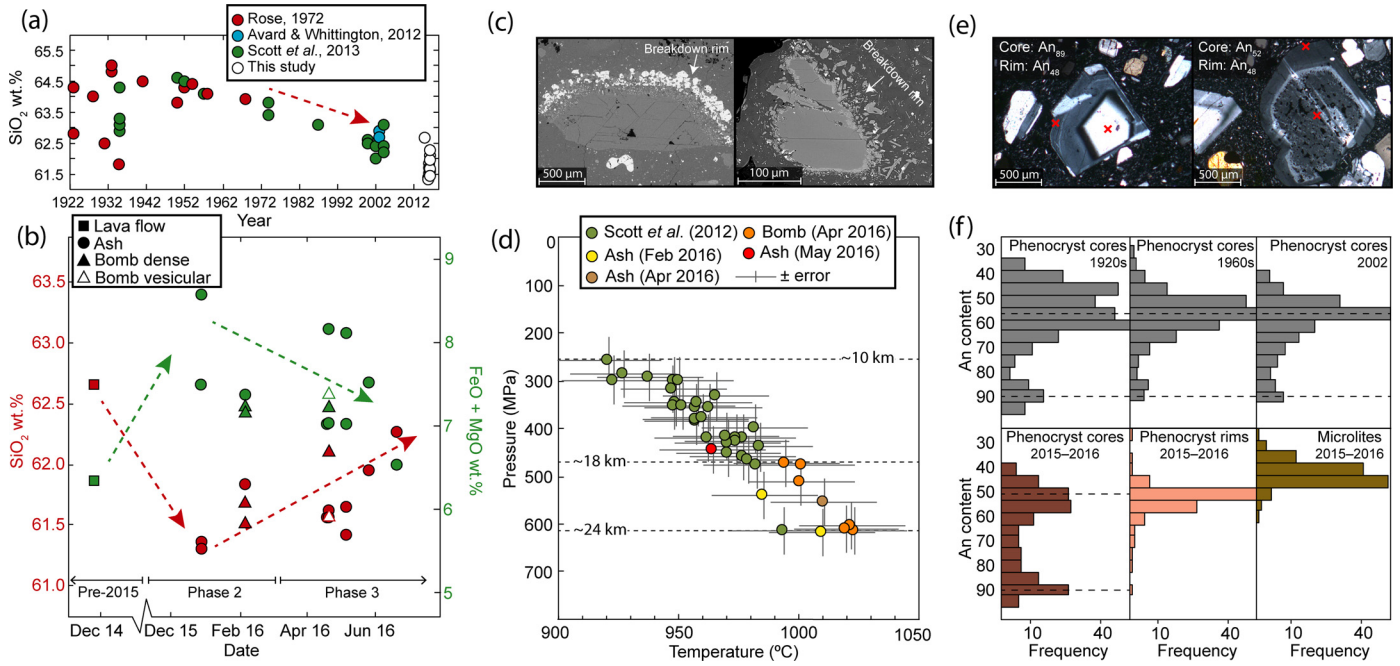 (a)
Rose, 1972
Avard & Whittington, 2012
Scott et al., 2013
This study
SiO2 wt.%
65.5
64.5
63.5
62.5
61.5
1922 1932 1942 1952 1962 1972 1982 1992 2002 2012
Year
(b)
Lava flow
Ash
Bomb dense
Bomb vesicular
SiO2 wt.%
63.5
63.0
62.5
62.0
61.5
61.0
FeO + MgO wt.%
9
8
7
6
5
Pre-2015
Phase 2
Phase 3
Dec 14 Dec 15 Feb 16 Apr 16 Jun 16
Date
(c)
Breakdown rim
500 µm
Breakdown rim
100 µm
(d)
Scott et al. (2012)
Ash (Feb 2016)
Ash (Apr 2016)
Bomb (Apr 2016)
Ash (May 2016)
± error
Pressure (MPa)
0
100
200
300
400
500
600
700
~10 km
~18 km
~24 km
900 950 1000 1050
Temperature (ºC)
(e)
Core: An89
Rim: An48
500 µm
Core: An52
Rim: An48
500 µm
(f)
An content
30
40
50
60
70
80
90
Phenocryst cores
1920s
Phenocryst cores
1960s
Phenocryst cores
2002
An content
30
40
50
60
70
80
90
Phenocryst cores
2015–2016
Phenocryst rims
2015–2016
Microlites
2015–2016
10 40
Frequency
10 40
Frequency
10 40
Frequency